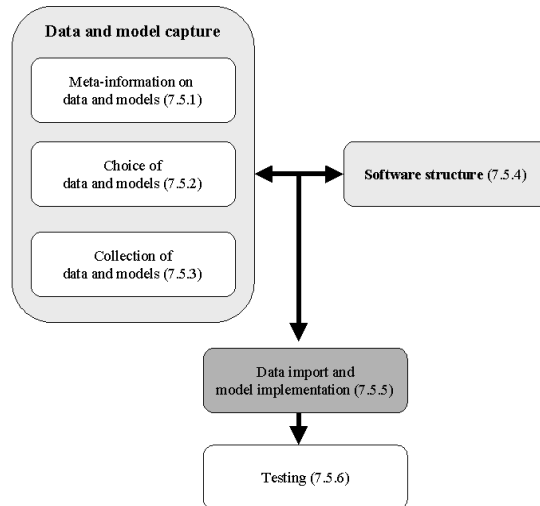 Data and model capture
Meta-information on
data and models (7.5.1)
Choice of
data and models (7.5.2)
Collection of
data and models (7.5.3)
Software structure (7.5.4)
Data import and
model implementation (7.5.5)
Testing (7.5.6)